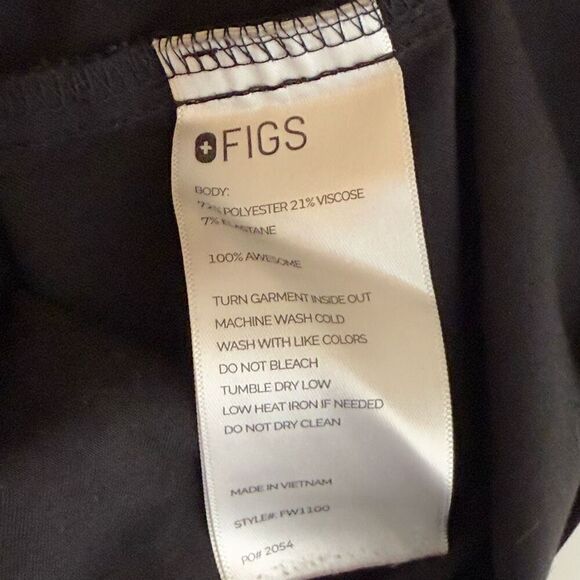 FIGS
BODY:
POLYESTER 21% VISCOSE
7% ELASTANE
100% AWESOME
TURN GARMENT INSIDE OUT
MACHINE WASH COLD
WASH WITH LIKE COLORS
DO NOT BLEACH
TUMBLE DRY LOW
LOW HEAT IRON IF NEEDED
DO NOT DRY CLEAN
MADE IN VIETNAM
STYLE#: FW1100
PO# 2054